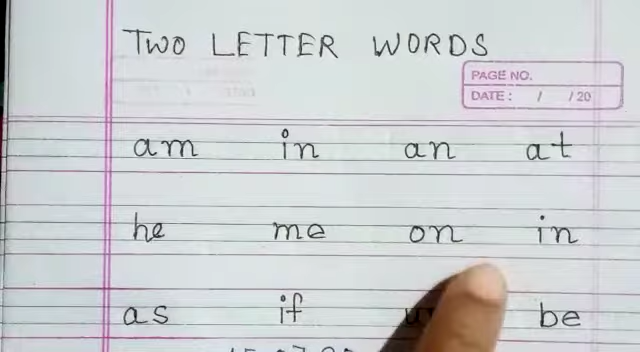 TWO LETTER WORDS
PAGE NO.
DATE : / / 20
am in an at
he me on in
as if be